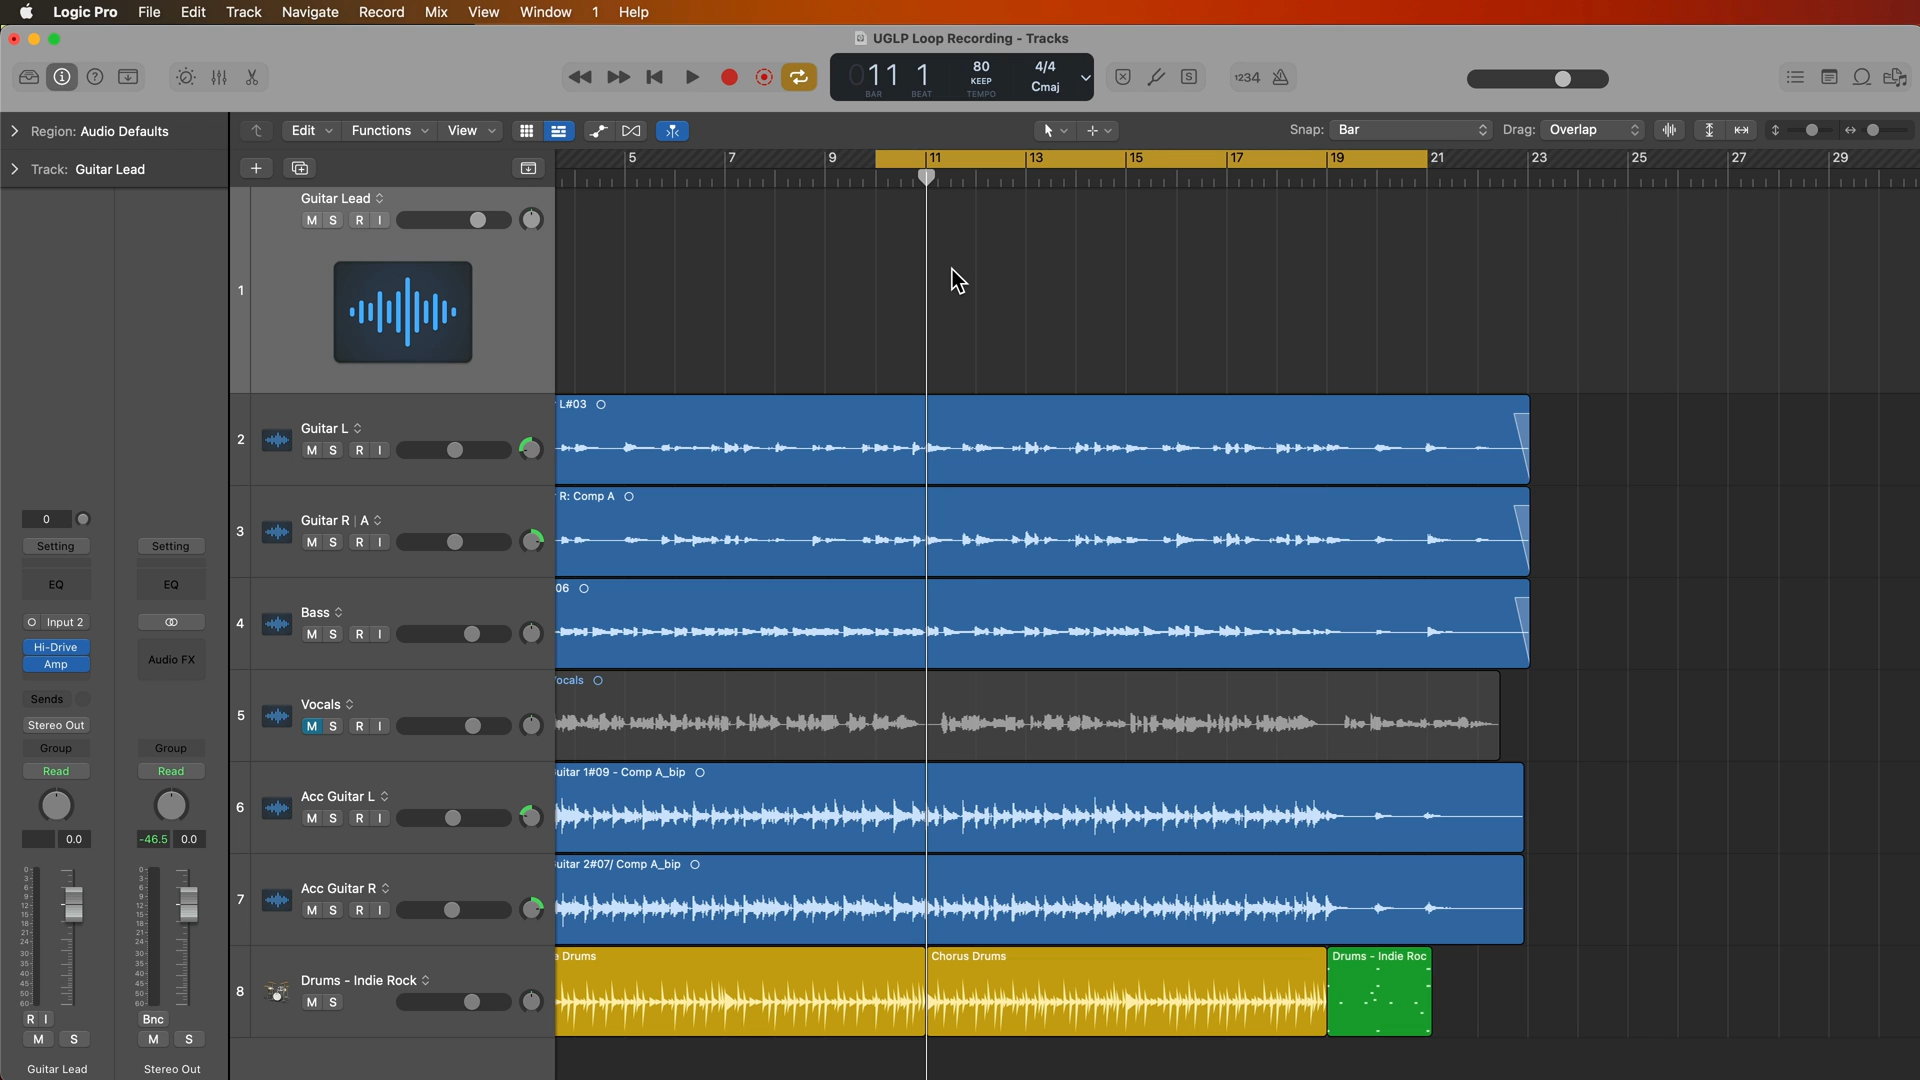 Logic Pro File Edit Track Navigate Record Mix View Window 1 Help
UGLP Loop Recording - Tracks
11 1
BAR BEAT
80
KEEP
TEMPO
4/4
Cmaj
1234
Region: Audio Defaults
Edit Functions View
Snap: Bar
Drag: Overlap
Track: Guitar Lead
5 7 9 11 13 15 17 19 21 23 25 27 29
1
Guitar Lead
M S R I
2
Guitar L
M S R I
L#03
3
Guitar R | A
M S R I
R: Comp A
4
Bass
M S R I
06
5
Vocals
M S R I
ocals
6
Acc Guitar L
M S R I
uitar 1#09 - Comp A_bip
7
Acc Guitar R
M S R I
uitar 2#07/ Comp A_bip
8
Drums - Indie Rock
M S
e Drums
Chorus Drums
Drums - Indie Roc
0
Setting Setting
EQ EQ
Input 2
Hi-Drive
Amp
Audio FX
Sends
Stereo Out
Group Group
Read Read
0.0 -46.5 0.0
R I Bnc
M S M S
Guitar Lead Stereo Out